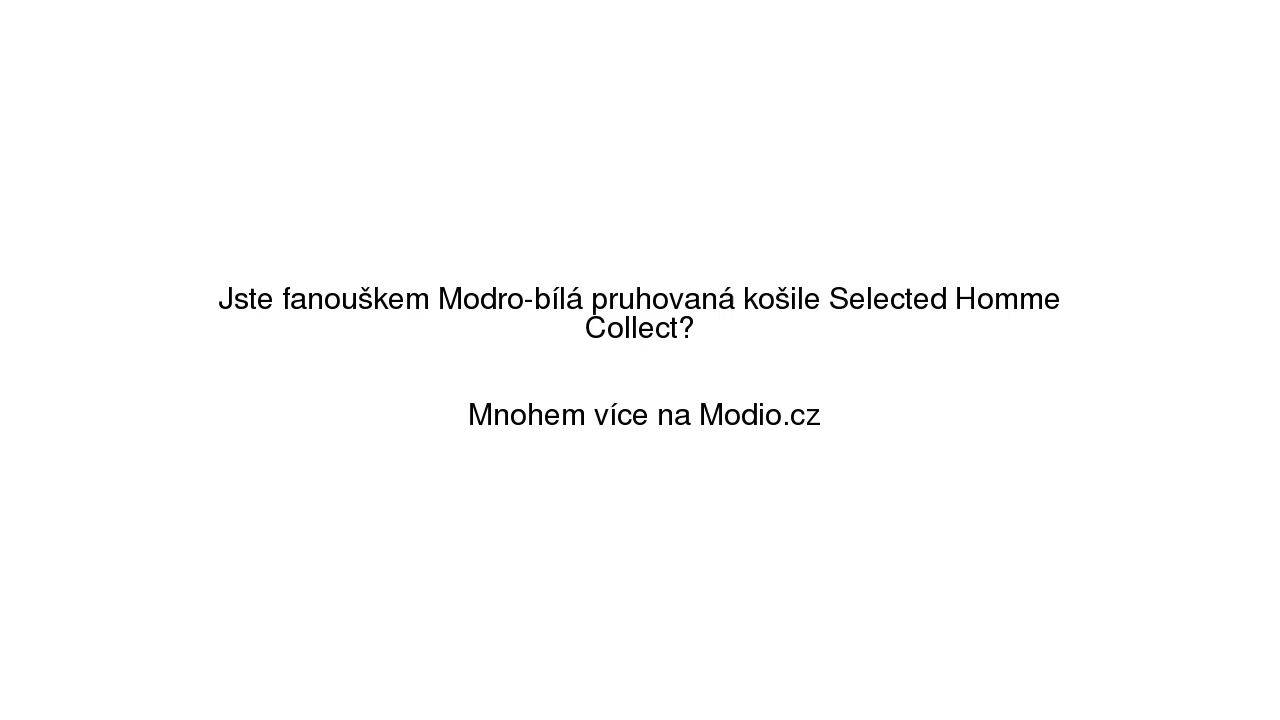 Jste fanouškem Modro-bílá pruhovaná košile Selected Homme
Collect?
Mnohem více na Modio.cz